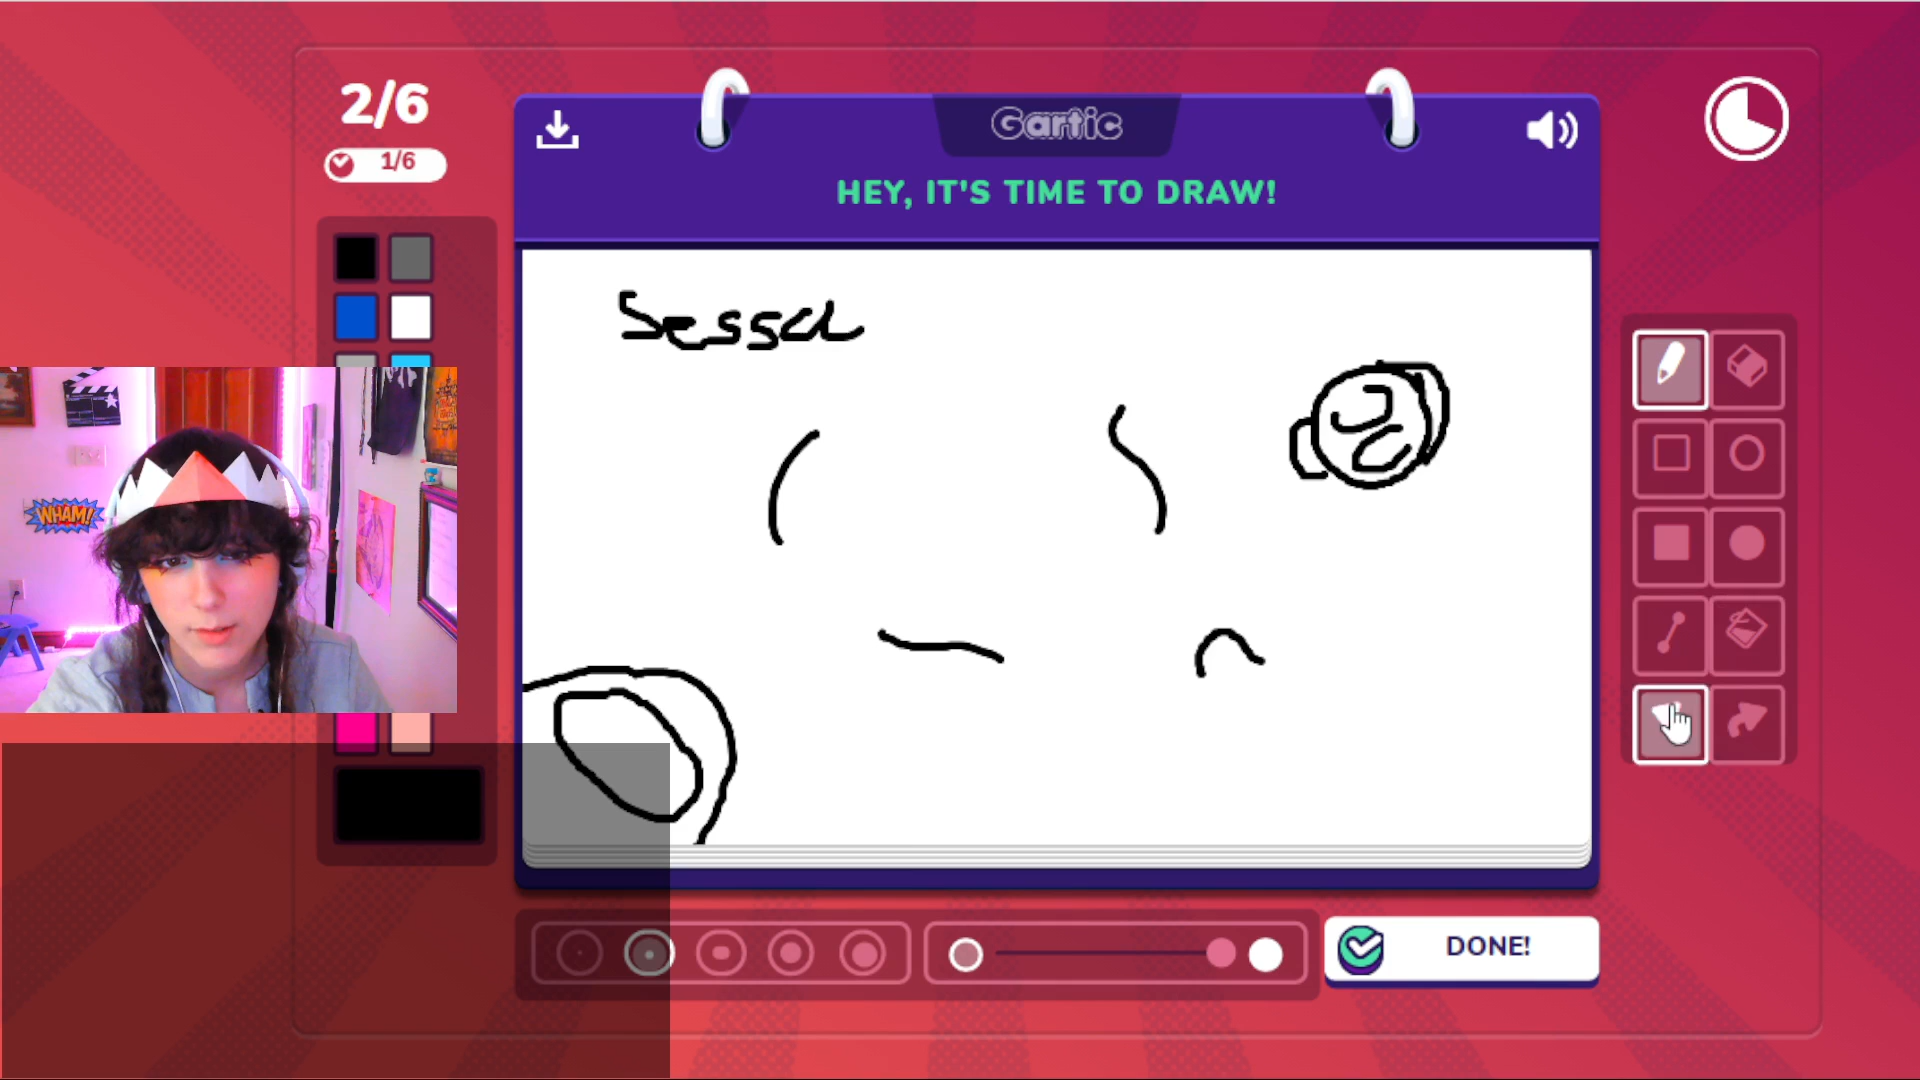 2/6
1/6
Gartic
HEY, IT'S TIME TO DRAW!
Sessa
WHAM!
DONE!